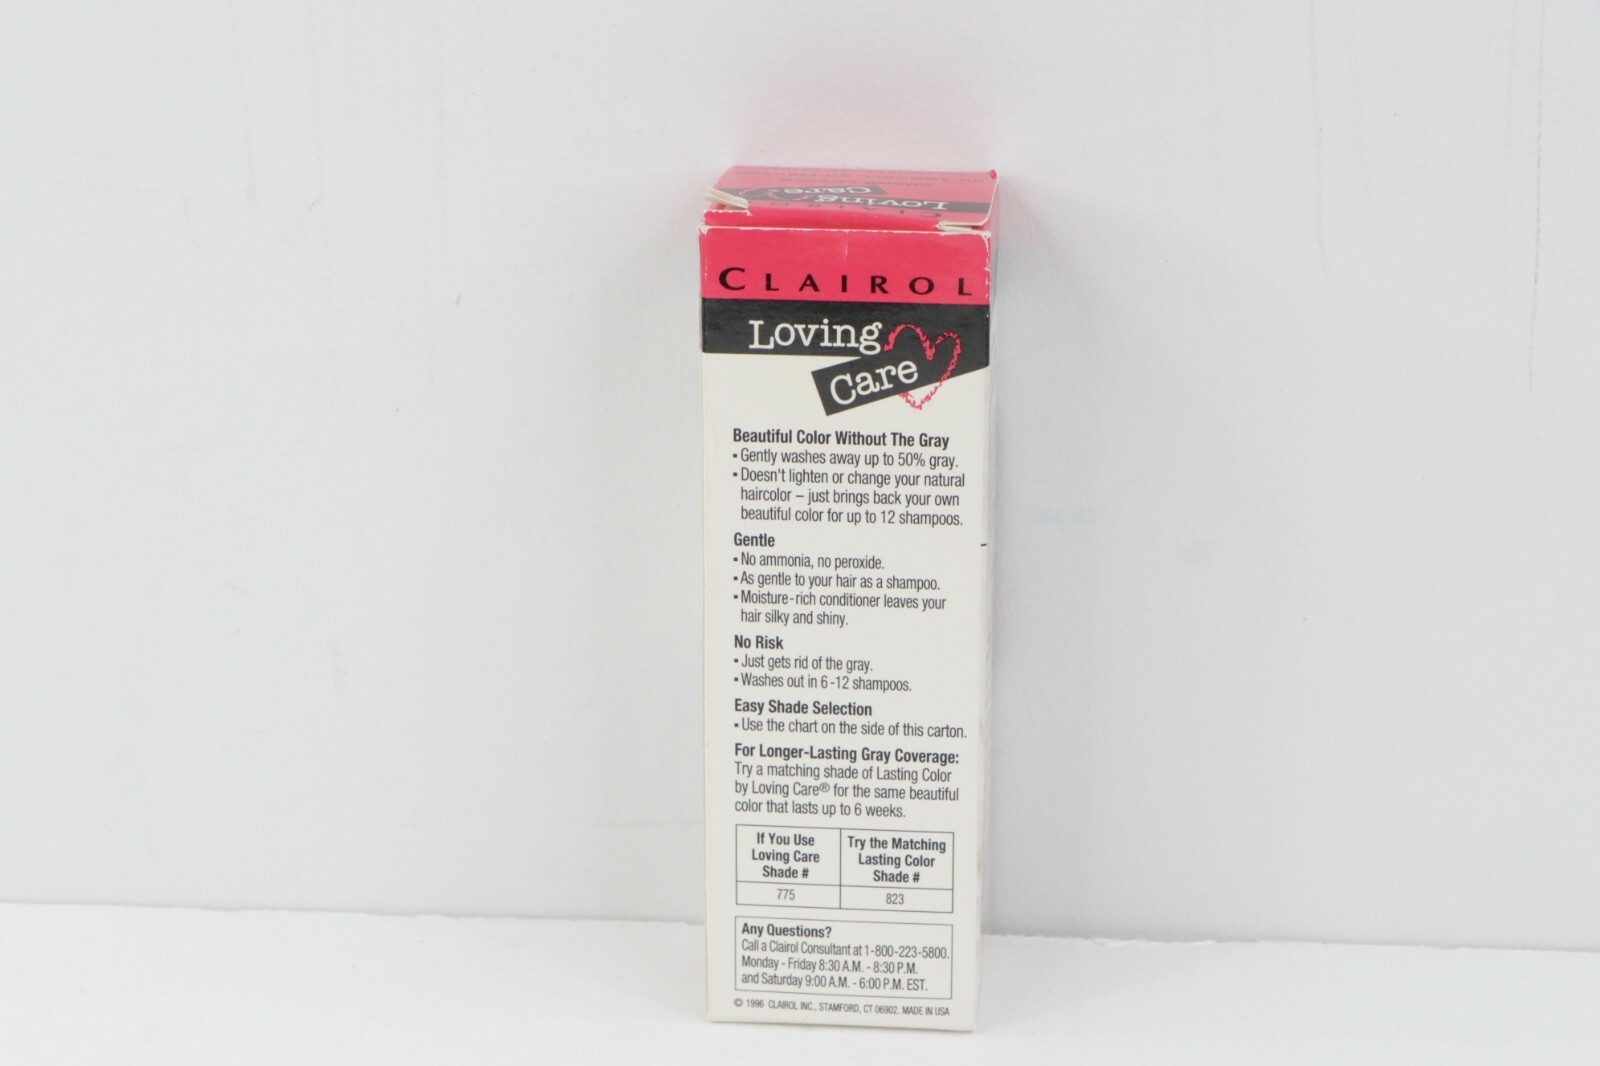 Loving
Care
CLAIROL
CLAIROL
Loving
Care
Beautiful Color Without The Gray
▪ Gently washes away up to 50% gray.
▪ Doesn't lighten or change your natural
haircolor – just brings back your own
beautiful color for up to 12 shampoos.
Gentle
▪ No ammonia, no peroxide.
▪ As gentle to your hair as a shampoo.
▪ Moisture-rich conditioner leaves your
hair silky and shiny.
No Risk
▪ Just gets rid of the gray.
▪ Washes out in 6-12 shampoos.
Easy Shade Selection
▪ Use the chart on the side of this carton.
For Longer-Lasting Gray Coverage:
Try a matching shade of Lasting Color
by Loving Care® for the same beautiful
color that lasts up to 6 weeks.
If You Use
Loving Care
Shade #
Try the Matching
Lasting Color
Shade #
775
823
Any Questions?
Call a Clairol Consultant at 1-800-223-5800.
Monday - Friday 8:30 A.M. - 8:30 P.M.
and Saturday 9:00 A.M. - 6:00 P.M. EST.
© 1996 CLAIROL INC., STAMFORD, CT 06902. MADE IN USA